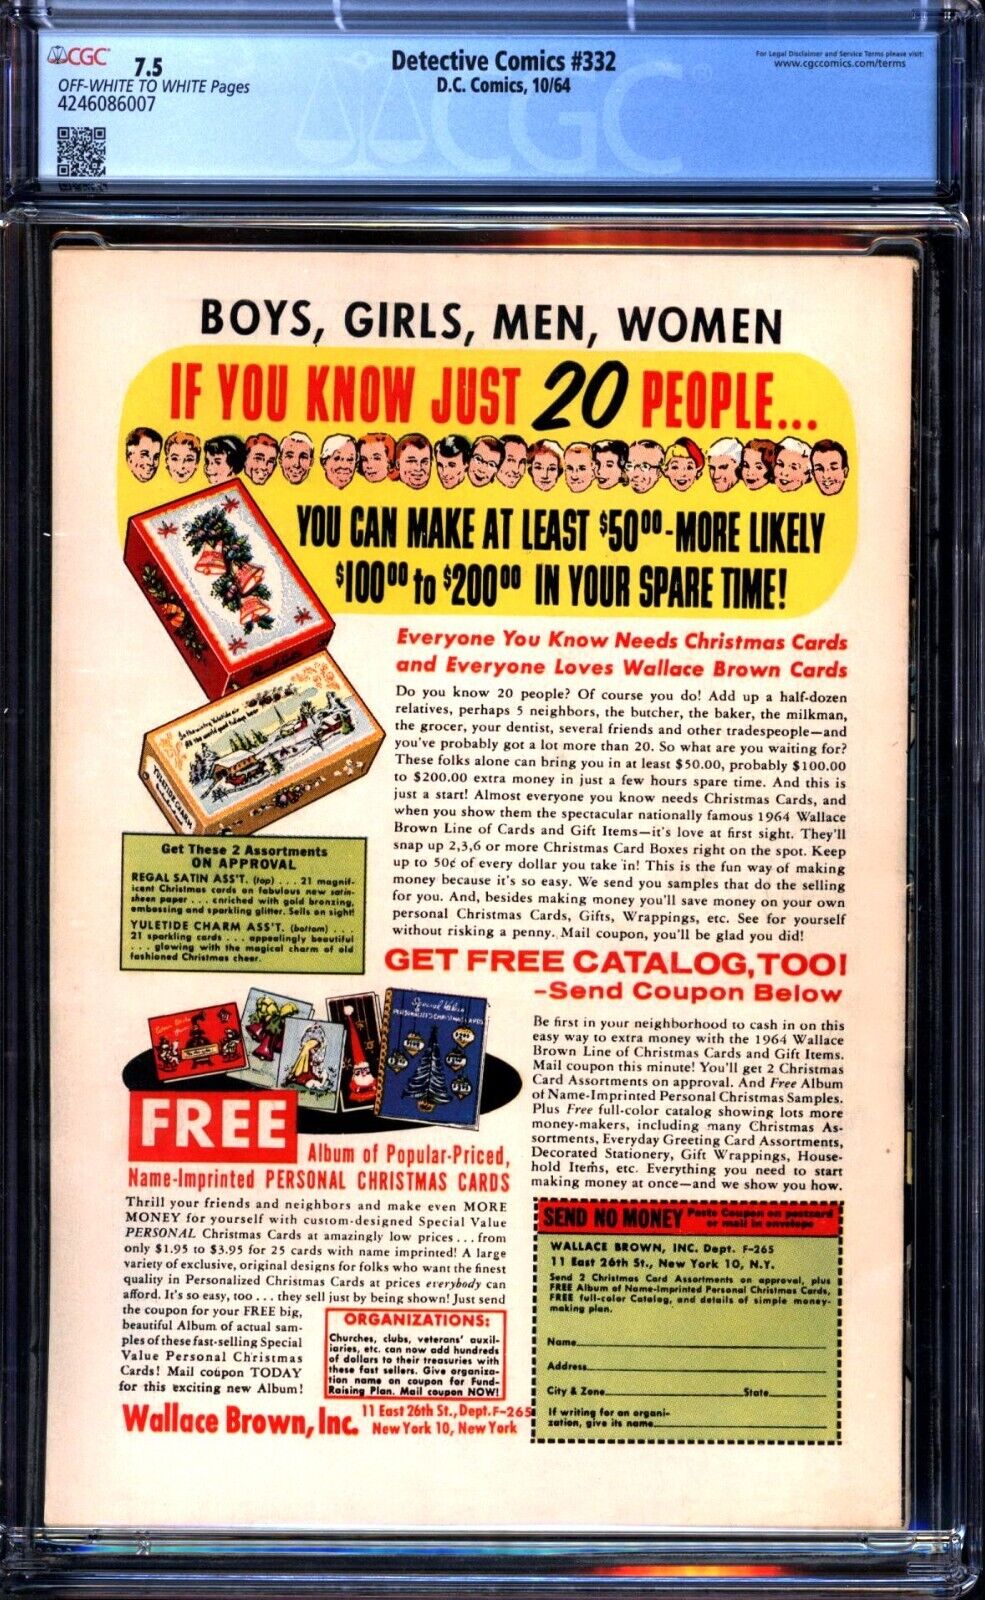 CGC 7.5
OFF-WHITE TO WHITE Pages
4246086007
Detective Comics #332
D.C. Comics, 10/64
For Legal Disclaimer and Service Terms please visit:
www.cgccomics.com/terms
CGC
BOYS, GIRLS, MEN, WOMEN
IF YOU KNOW JUST 20 PEOPLE...
YOU CAN MAKE AT LEAST $50.00-MORE LIKELY
$100.00 to $200.00 IN YOUR SPARE TIME!
Everyone You Know Needs Christmas Cards
and Everyone Loves Wallace Brown Cards
Do you know 20 people? Of course you do! Add up a half-dozen
relatives, perhaps 5 neighbors, the butcher, the baker, the milkman,
the grocer, your dentist, several friends and other tradespeople—and
you've probably got a lot more than 20. So what are you waiting for?
These folks alone can bring you in at least $50.00, probably $100.00
to $200.00 extra money in just a few hours spare time. And this is
just a start! Almost everyone you know needs Christmas Cards, and
when you show them the spectacular nationally famous 1964 Wallace
Brown Line of Cards and Gift Items—it's love at first sight. They'll
snap up 2,3,6 or more Christmas Card Boxes right on the spot. Keep
up to 50¢ of every dollar you take in! This is the fun way of making
money because it's so easy. We send you samples that do the selling
for you. And, besides making money you'll save money on your own
personal Christmas Cards, Gifts, Wrappings, etc. See for yourself
without risking a penny. Mail coupon, you'll be glad you did!
YULETIDE CHARM
Get These 2 Assortments
ON APPROVAL
REGAL SATIN ASS'T. (top) . . . 21 magnif-
icent Christmas cards on fabulous new satin-
sheen paper . . . enriched with gold bronzing,
embossing and sparkling glitter. Sells on sight!
YULETIDE CHARM ASS'T. (bottom) . . .
21 sparkling cards . . . appealingly beautiful
. . . glowing with the magical charm of old
fashioned Christmas cheer.
GET FREE CATALOG, TOO!
-Send Coupon Below
Be first in your neighborhood to cash in on this
easy way to extra money with the 1964 Wallace
Brown Line of Christmas Cards and Gift Items.
Mail coupon this minute! You'll get 2 Christmas
Card Assortments on approval. And Free Album
of Name-Imprinted Personal Christmas Samples.
Plus Free full-color catalog showing lots more
money-makers, including many Christmas As-
sortments, Everyday Greeting Card Assortments,
Decorated Stationery, Gift Wrappings, House-
hold Items, etc. Everything you need to start
making money at once—and we show you how.
Special Value
PERSONAL CHRISTMAS CARDS
FREE Album of Popular-Priced,
Name-Imprinted PERSONAL CHRISTMAS CARDS
Thrill your friends and neighbors and make even MORE
MONEY for yourself with custom-designed Special Value
PERSONAL Christmas Cards at amazingly low prices . . . from
only $1.95 to $3.95 for 25 cards with name imprinted! A large
variety of exclusive, original designs for folks who want the finest
quality in Personalized Christmas Cards at prices everybody can
afford. It's so easy, too . . . they sell just by being shown! Just send
the coupon for your FREE big,
beautiful Album of actual sam-
ples of these fast-selling Special
Value Personal Christmas
Cards! Mail coupon TODAY
for this exciting new Album!
ORGANIZATIONS:
Churches, clubs, veterans' auxil-
iaries, etc. can now add hundreds
of dollars to their treasuries with
these fast sellers. Give organiza-
tion name on coupon for Fund-
Raising Plan. Mail coupon NOW!
Wallace Brown, Inc. 11 East 26th St., Dept. F-265
New York 10, New York
SEND NO MONEY Paste Coupon on postcard
or mail in envelope
WALLACE BROWN, INC. Dept. F-265
11 East 26th St., New York 10, N.Y.
Send 2 Christmas Card Assortments on approval, plus
FREE Album of Name-Imprinted Personal Christmas Cards,
FREE full-color Catalog, and details of simple money-
making plan.
Name
Address
City & Zone State
If writing for an organi-
zation, give its name